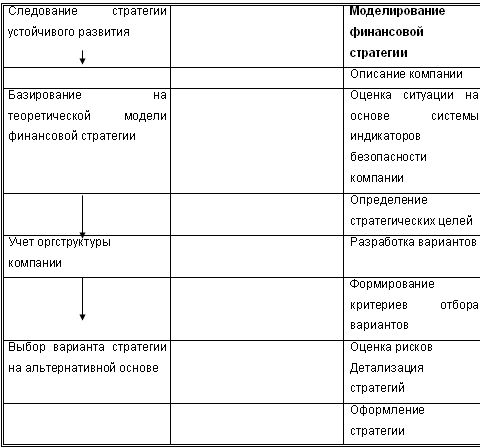 Следование стратегии
устойчивого развития
Моделирование
финансовой
стратегии
Описание компании
Базирование на
теоретической модели
финансовой стратегии
Оценка ситуации на
основе системы
индикаторов
безопасности
компании
Определение
стратегических целей
Учет оргструктуры
компании
Разработка вариантов
Формирование
критериев отбора
вариантов
Выбор варианта стратегии
на альтернативной основе
Оценка рисков
Детализация
стратегий
Оформление
стратегии